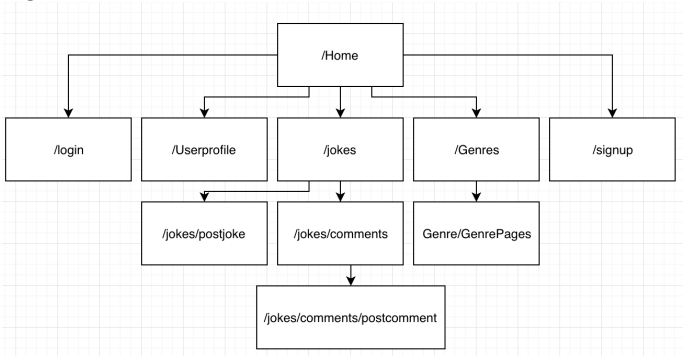 /Home
/login
/Userprofile
/jokes
/Genres
/signup
/jokes/postjoke
/jokes/comments
Genre/GenrePages
/jokes/comments/postcomment